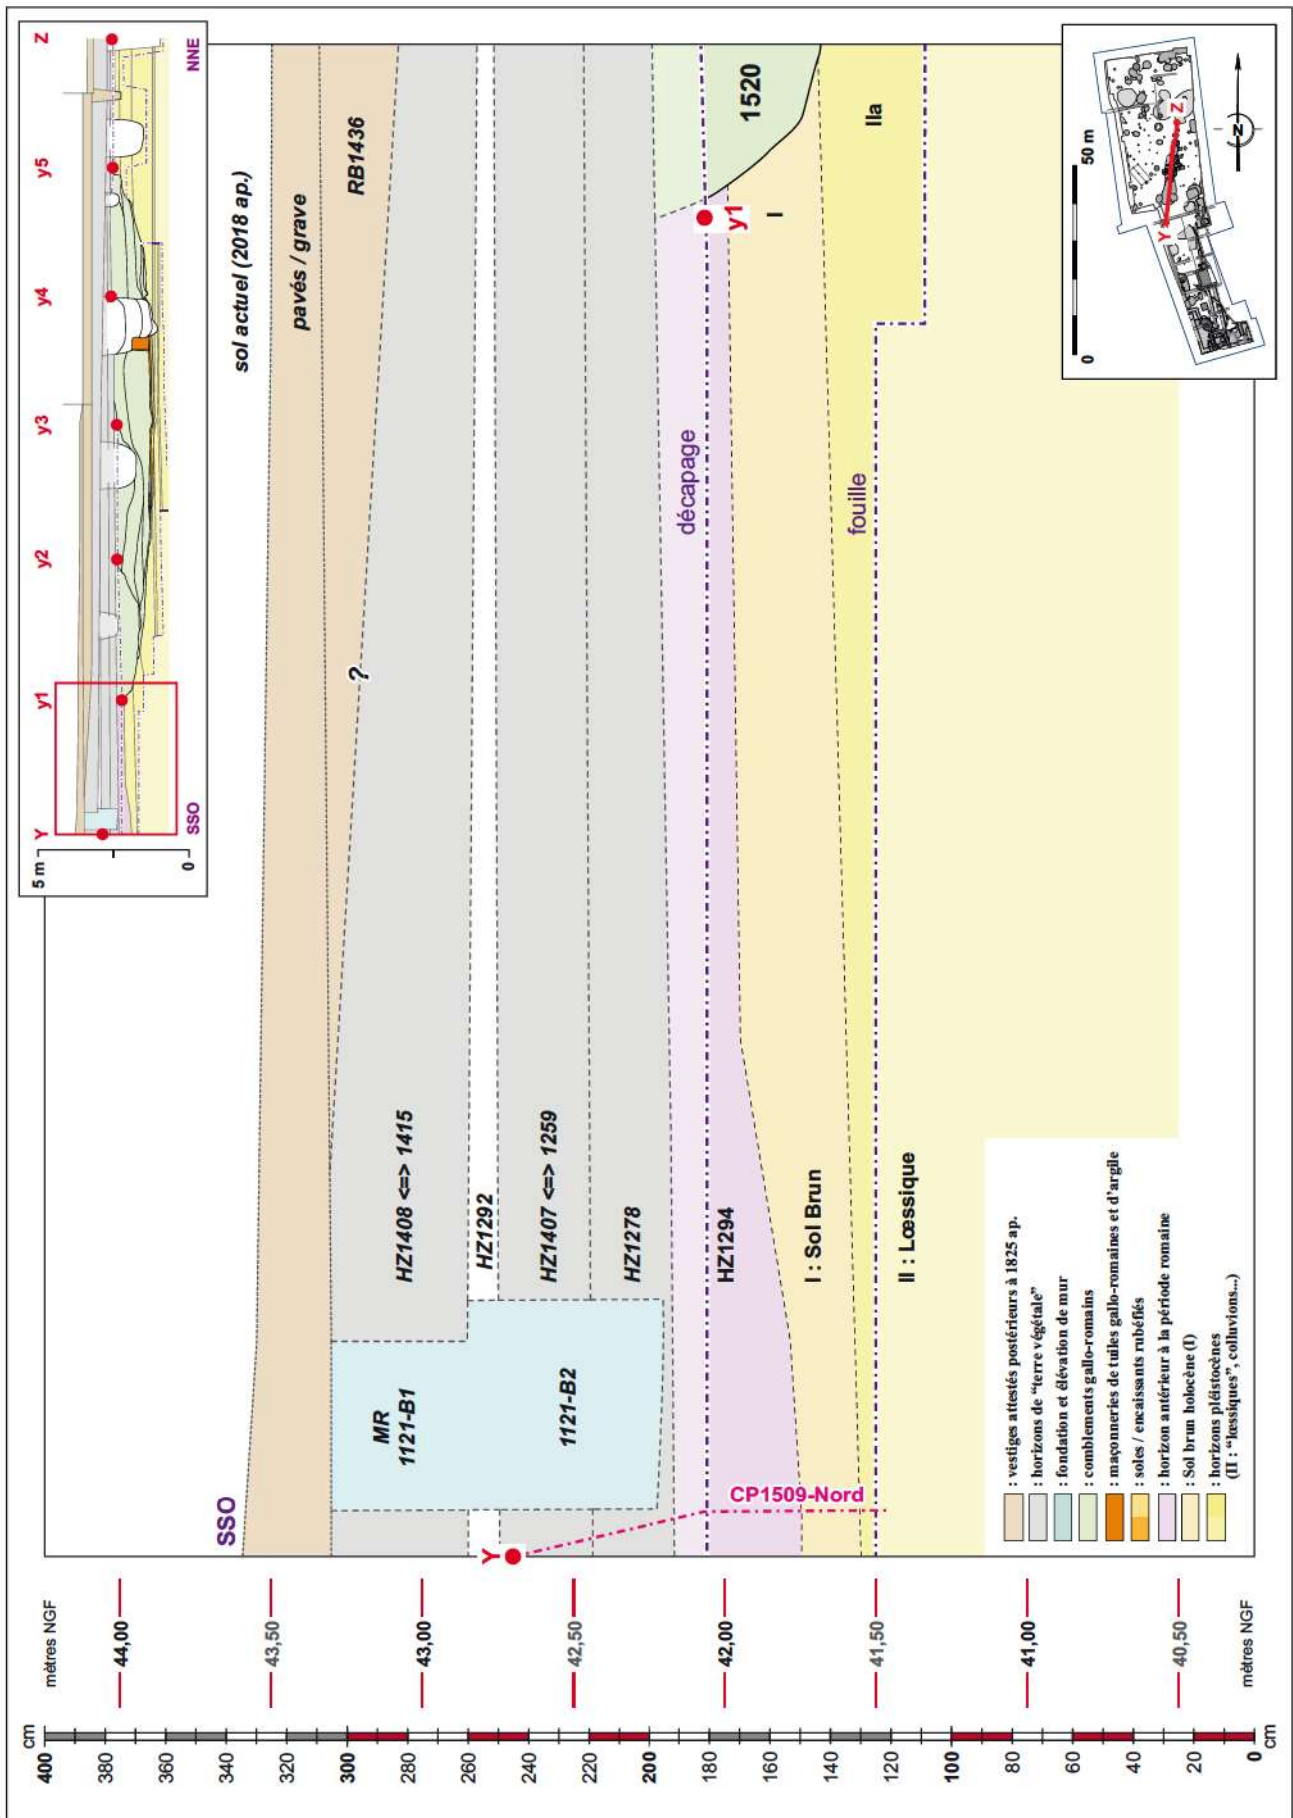 5 m
0
Y
y1
y2
y3
y4
y5
Z
SSO
NNE
SSO
sol actuel (2018 ap.)
pavés / grave
RB1436
?
MR
1121-B1
1121-B2
HZ1408 <=> 1415
HZ1292
HZ1407 <=> 1259
HZ1278
Y
CP1509-Nord
décapage
HZ1294
y1
I
1520
I : Sol Brun
fouille
IIa
II : Lœssique
: vestiges attestés postérieurs à 1825 ap.
: horizons de "terre végétale"
: fondation et élévation de mur
: comblements gallo-romains
: maçonneries de tuiles gallo-romaines et d'argile
: soles / encaissants rubéfiés
: horizon antérieur à la période romaine
: Sol brun holocène (I)
: horizons pléistocènes
(II : "lœssiques", colluvions...)
0
50 m
Y
Z
N
mètres NGF
44,00
43,50
43,00
42,50
42,00
41,50
41,00
40,50
mètres NGF
cm
400
380
360
340
320
300
280
260
240
220
200
180
160
140
120
100
80
60
40
20
0
cm